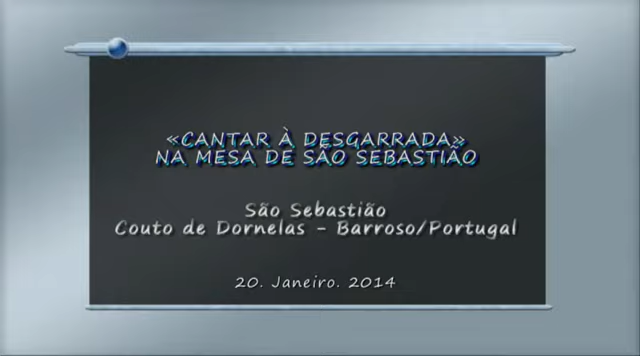 «CANTAR À DESGARRADA»
NA MESA DE SÃO SEBASTIÃO
São Sebastião
Couto de Dornelas - Barroso/Portugal
20. Janeiro. 2014